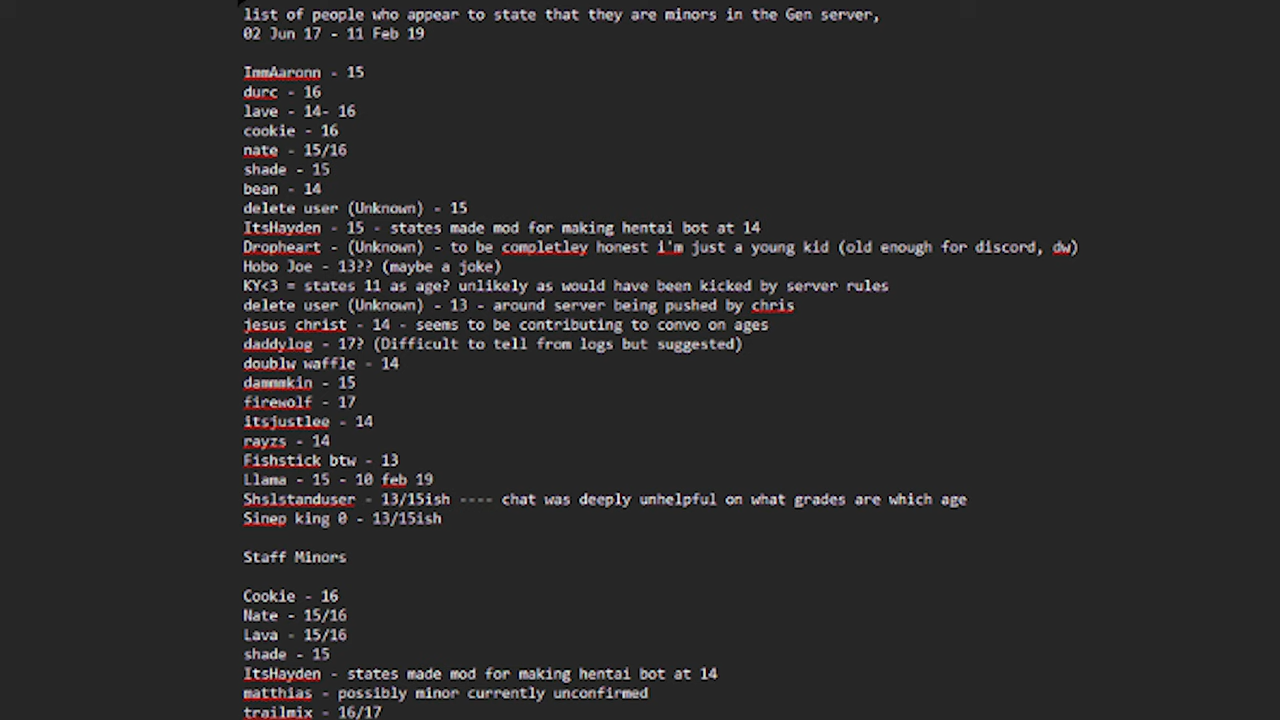 list of people who appear to state that they are minors in the Gen server,
02 Jun 17 - 11 Feb 19
ImmAaronn - 15
durc - 16
lave - 14- 16
cookie - 16
nate - 15/16
shade - 15
bean - 14
delete user (Unknown) - 15
ItsHayden - 15 - states made mod for making hentai bot at 14
Dropheart - (Unknown) - to be completley honest i'm just a young kid (old enough for discord, dw)
Hobo Joe - 13?? (maybe a joke)
KY<3 = states 11 as age? unlikely as would have been kicked by server rules
delete user (Unknown) - 13 - around server being pushed by chris
jesus christ - 14 - seems to be contributing to convo on ages
daddylog - 17? (Difficult to tell from logs but suggested)
doublw waffle - 14
dammmkin - 15
firewolf - 17
itsjustlee - 14
rayzs - 14
Fishstick btw - 13
Llama - 15 - 10 feb 19
Shslstanduser - 13/15ish ---- chat was deeply unhelpful on what grades are which age
Sinep king 0 - 13/15ish
Staff Minors
Cookie - 16
Nate - 15/16
Lava - 15/16
shade - 15
ItsHayden - states made mod for making hentai bot at 14
matthias - possibly minor currently unconfirmed
trailmix - 16/17